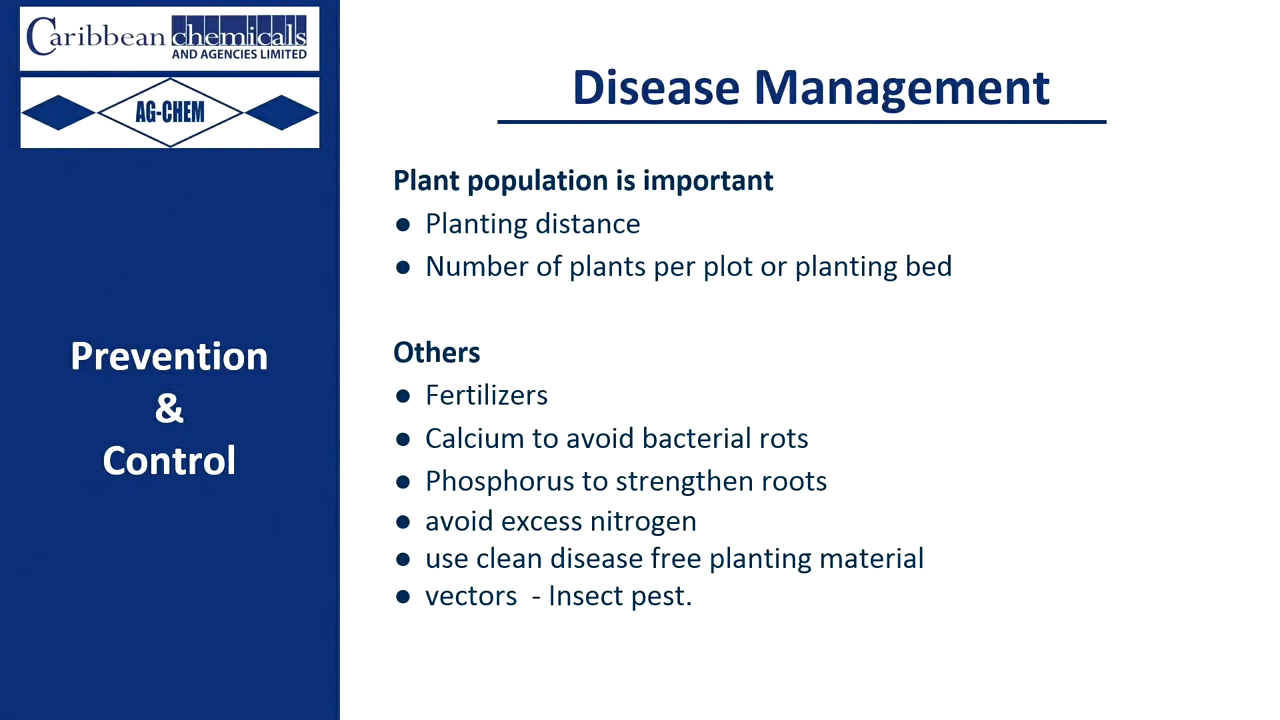 Caribbean chemicals
AND AGENCIES LIMITED
AG-CHEM
Prevention
&
Control
Disease Management
Plant population is important
● Planting distance
● Number of plants per plot or planting bed
Others
● Fertilizers
● Calcium to avoid bacterial rots
● Phosphorus to strengthen roots
● avoid excess nitrogen
● use clean disease free planting material
● vectors - Insect pest.